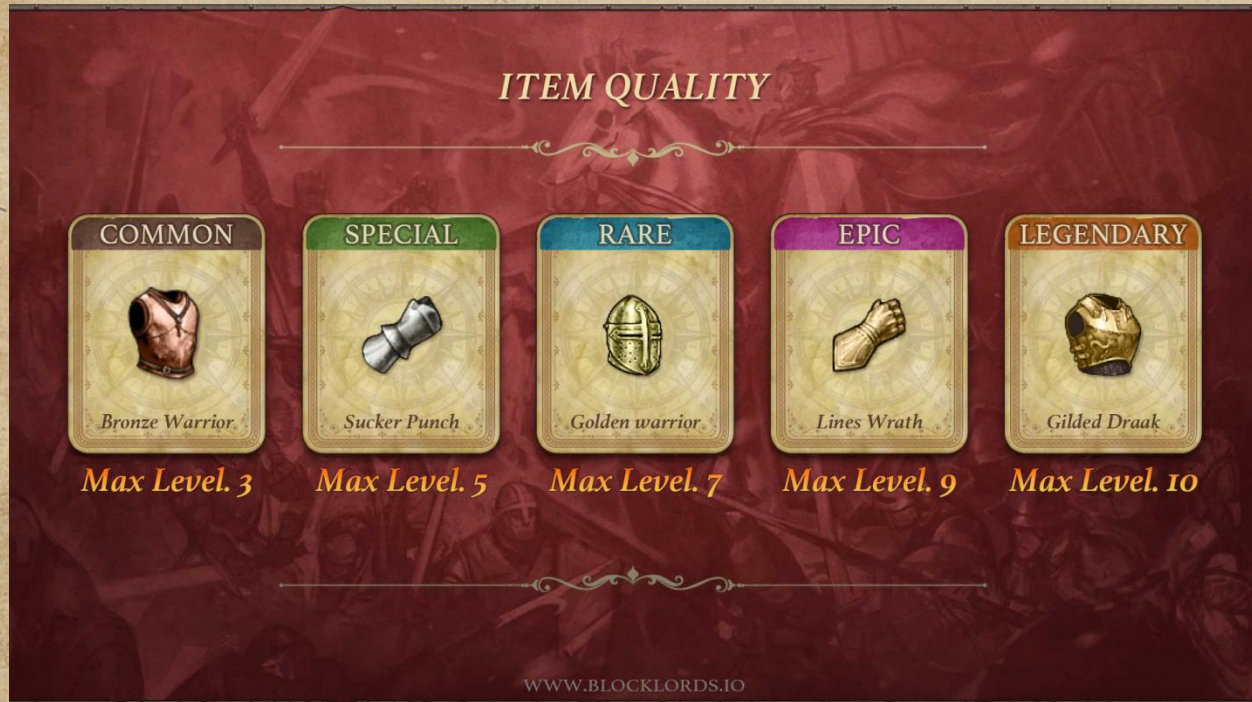 ITEM QUALITY
COMMON SPECIAL RARE EPIC LEGENDARY
Bronze Warrior Sucker Punch Golden warrior Lines Wrath Gilded Draak
Max Level. 3 Max Level. 5 Max Level. 7 Max Level. 9 Max Level. 10
WWW.BLOCKLORDS.IO